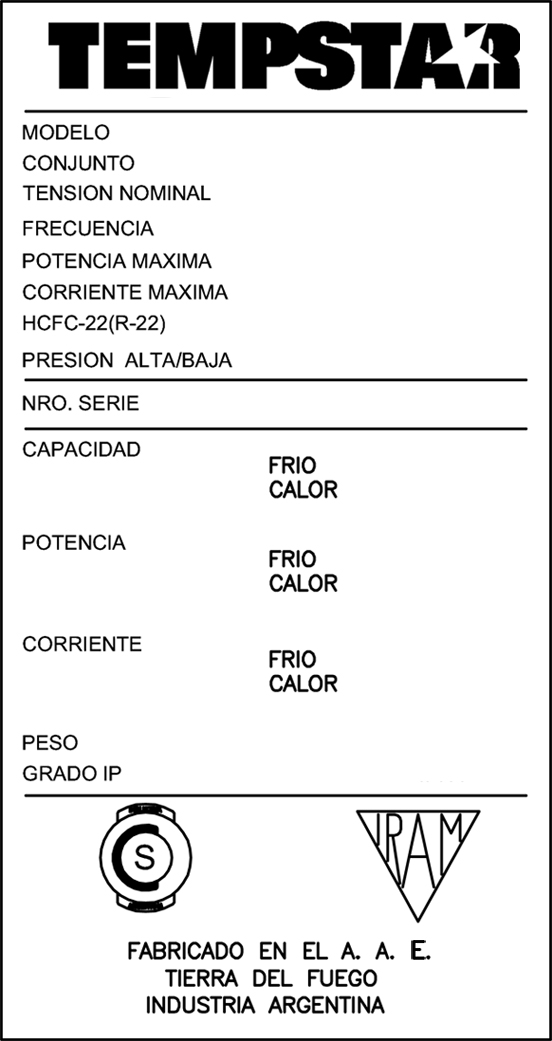 TEMPSTAR
MODELO
CONJUNTO
TENSION NOMINAL
FRECUENCIA
POTENCIA MAXIMA
CORRIENTE MAXIMA
HCFC-22(R-22)
PRESION ALTA/BAJA
NRO. SERIE
CAPACIDAD
FRIO
CALOR
POTENCIA
FRIO
CALOR
CORRIENTE
FRIO
CALOR
PESO
GRADO IP
S
IRAM
FABRICADO EN EL A. A. E.
TIERRA DEL FUEGO
INDUSTRIA ARGENTINA